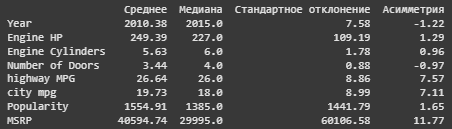 Среднее Медиана Стандартное отклонение Асимметрия
Year 2010.38 2015.0 7.58 -1.22
Engine HP 249.39 227.0 109.19 1.29
Engine Cylinders 5.63 6.0 1.78 0.96
Number of Doors 3.44 4.0 0.88 -0.97
highway MPG 26.64 26.0 8.86 7.57
city mpg 19.73 18.0 8.99 7.11
Popularity 1554.91 1385.0 1441.79 1.65
MSRP 40594.74 29995.0 60106.58 11.77